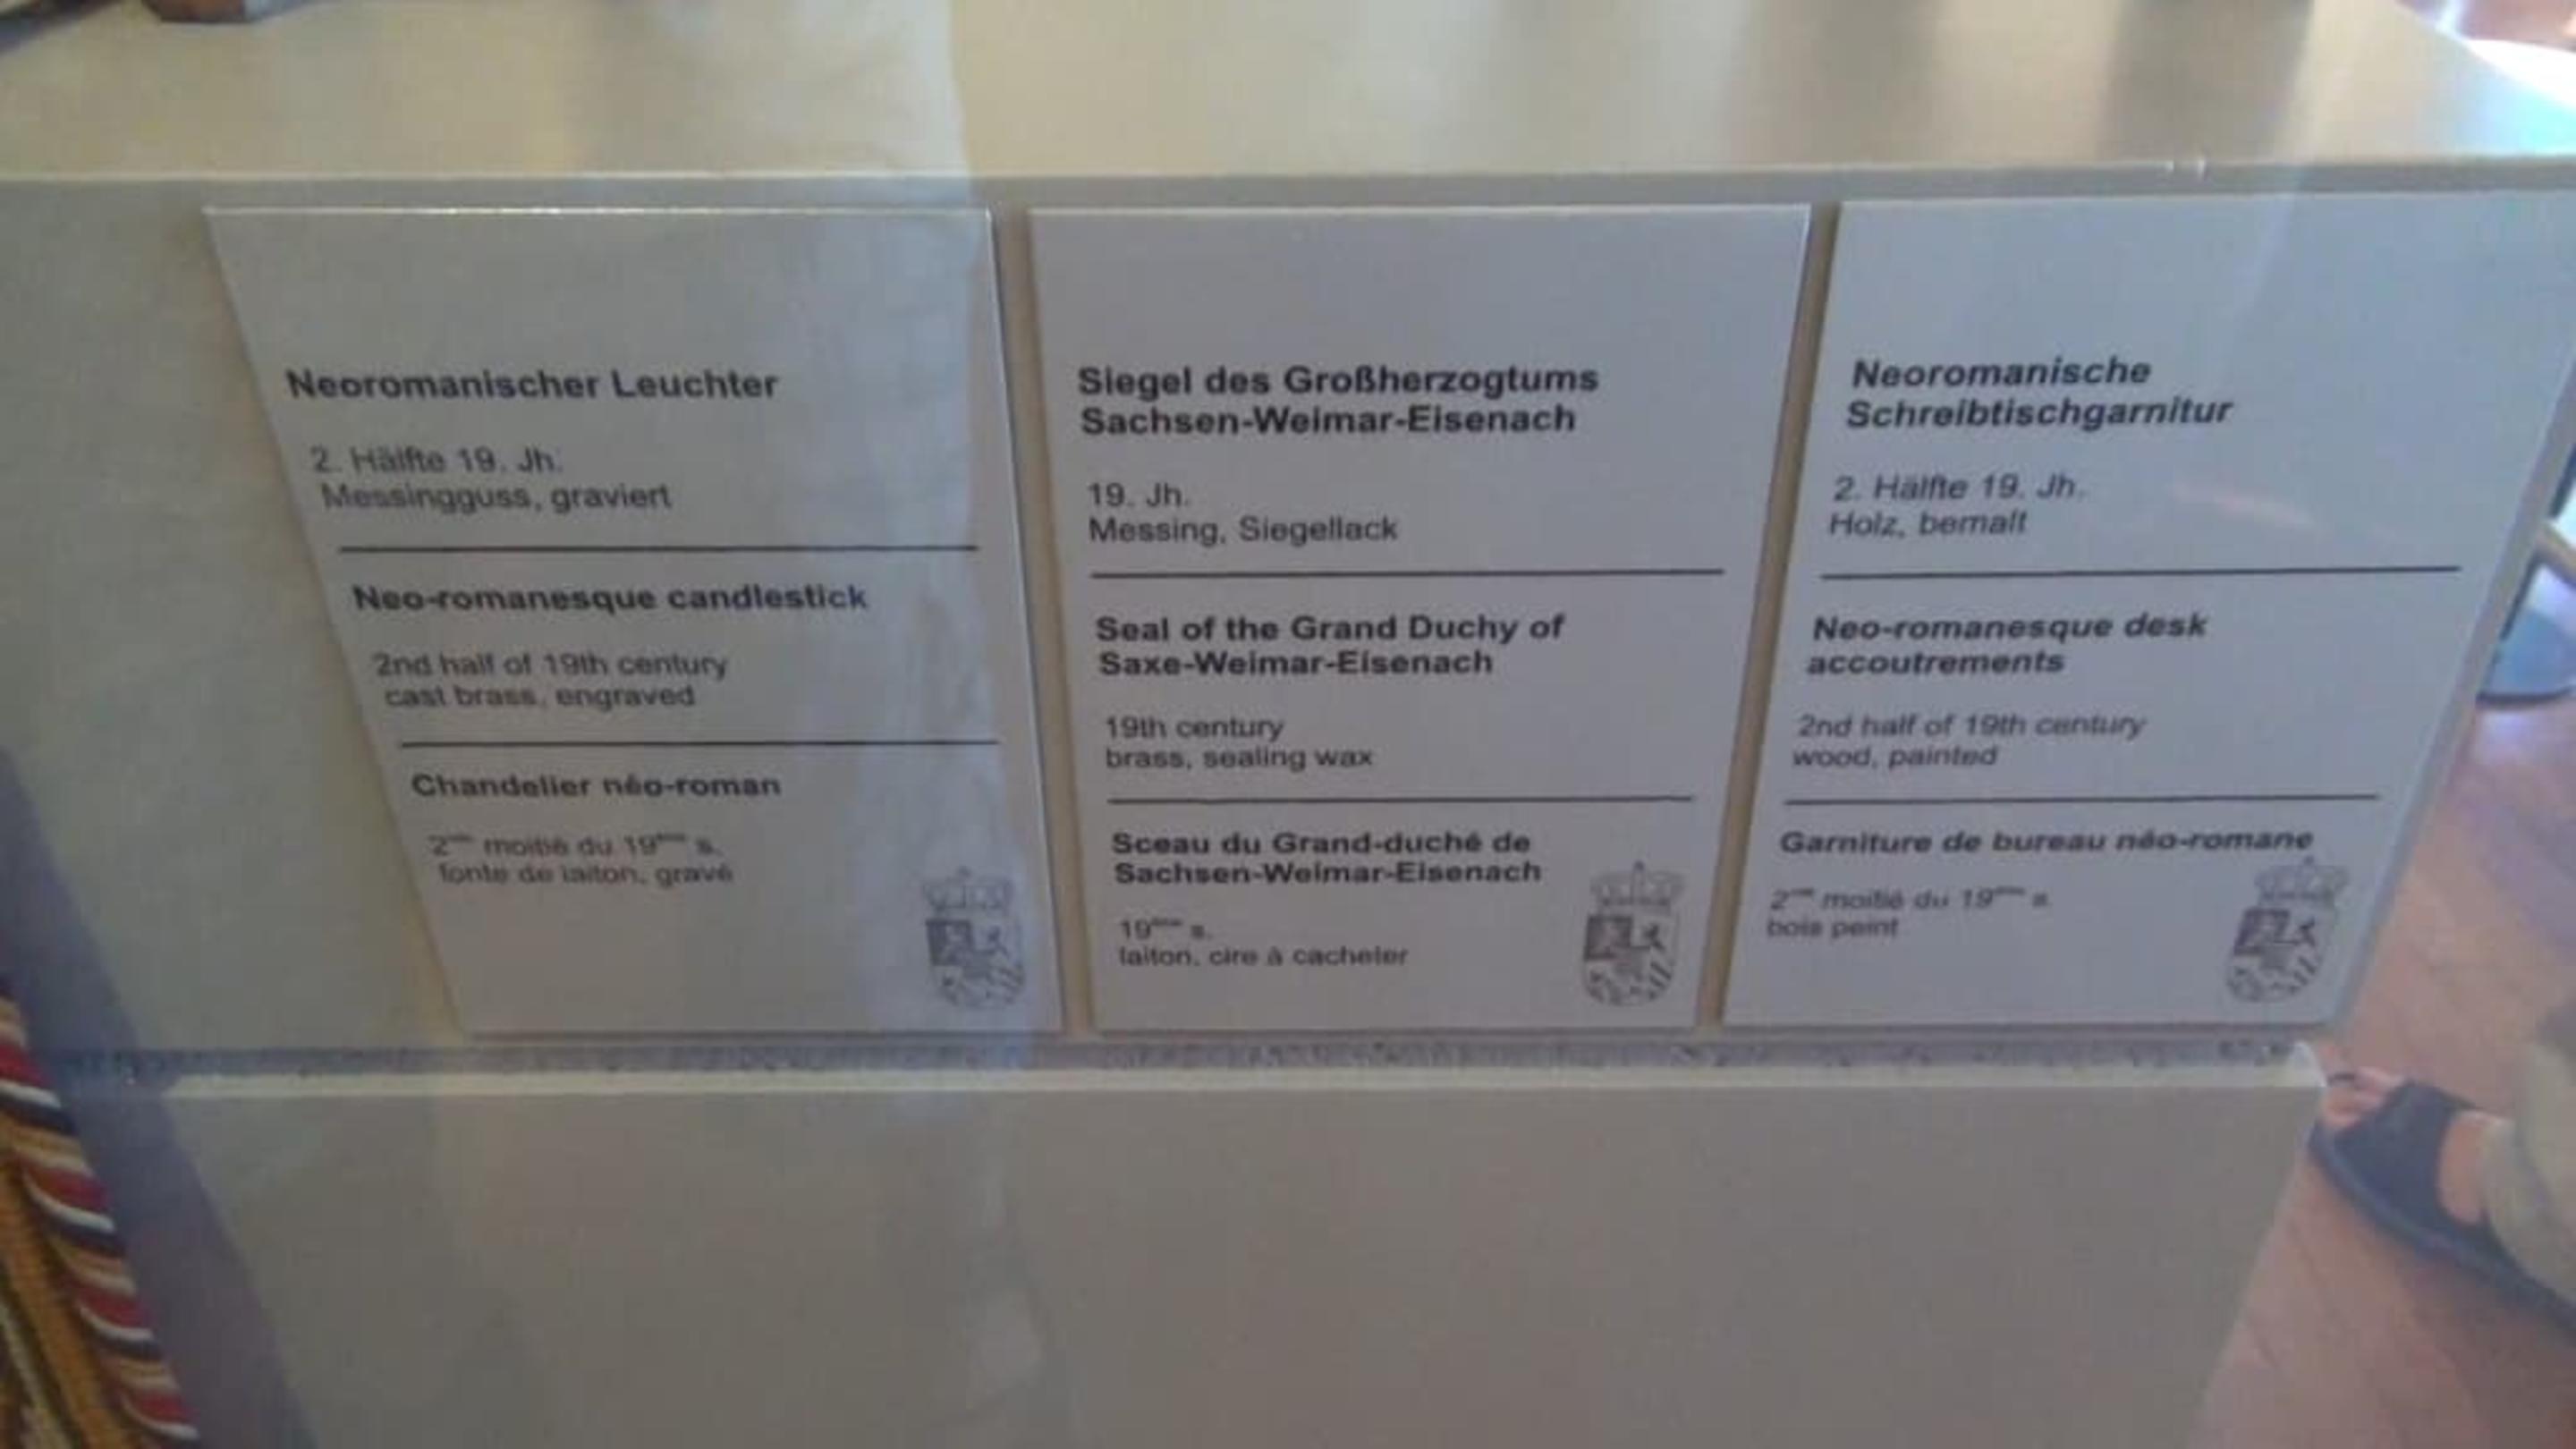 Neoromanischer Leuchter
2. Hälfte 19. Jh.
Messingguss, graviert
Neo-romanesque candlestick
2nd half of 19th century
cast brass, engraved
Chandelier néo-roman
2ème moitié du 19ème s.
fonte de laiton, gravé
Siegel des Großherzogtums
Sachsen-Weimar-Eisenach
19. Jh.
Messing, Siegellack
Seal of the Grand Duchy of
Saxe-Weimar-Eisenach
19th century
brass, sealing wax
Sceau du Grand-duché de
Sachsen-Weimar-Eisenach
19ème s.
laiton, cire à cacheter
Neoromanische
Schreibtischgarnitur
2. Hälfte 19. Jh.
Holz, bemalt
Neo-romanesque desk
accoutrements
2nd half of 19th century
wood, painted
Garniture de bureau néo-romane
2ème moitié du 19ème s.
bois peint